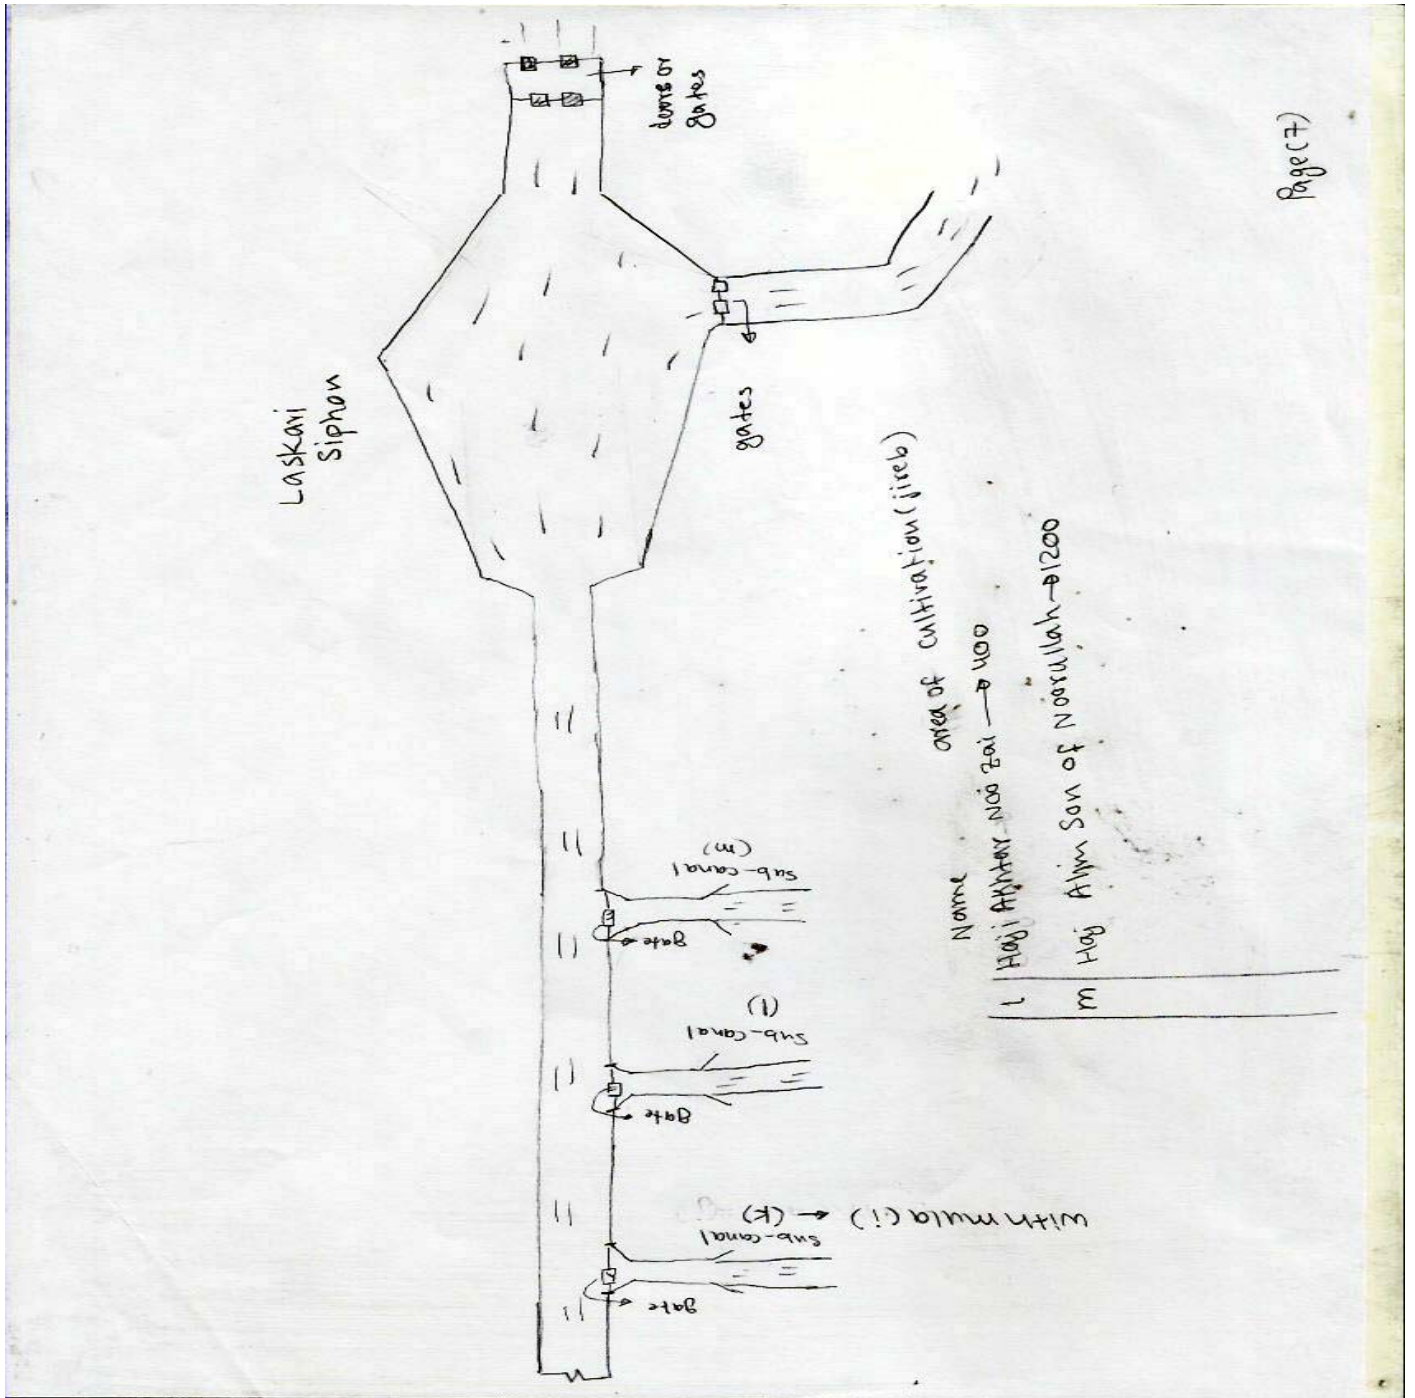 Page(7)
doors or
gates
Laskari
Siphon
gates
Sub-canal
(m)
gate
Sub-canal
(l)
gate
Sub-canal
(k) ← with mula(i)
gate
Name area of cultivation(jireb)
l Haji Akhtar Noo Zai → 400
m Haj Alim Son of Noorullah → 1200